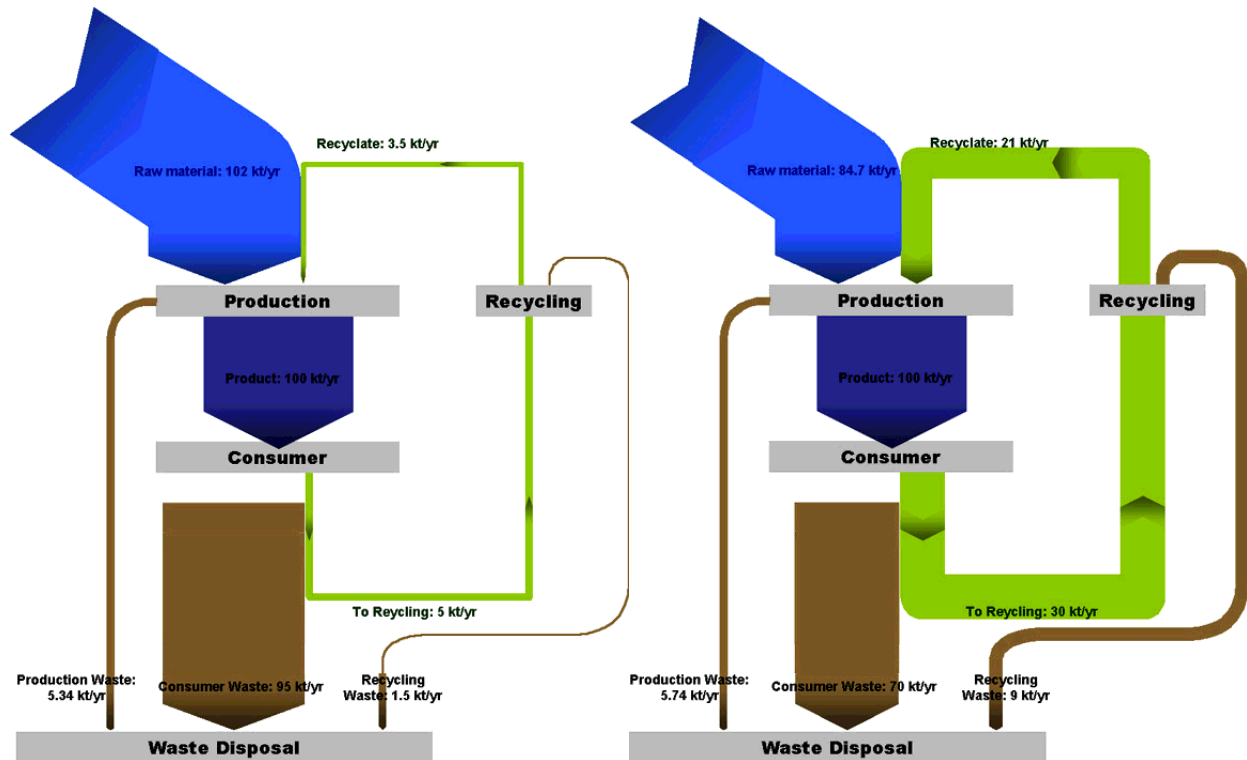 Recyclate: 3.5 kt/yr
Raw material: 102 kt/yr
Production
Recycling
Product: 100 kt/yr
Consumer
To Reycling: 5 kt/yr
Production Waste:
5.34 kt/yr
Consumer Waste: 95 kt/yr
Recycling
Waste: 1.5 kt/yr
Waste Disposal
Recyclate: 21 kt/yr
Raw material: 84.7 kt/yr
Production
Recycling
Product: 100 kt/yr
Consumer
To Reycling: 30 kt/yr
Production Waste:
5.74 kt/yr
Consumer Waste: 70 kt/yr
Recycling
Waste: 9 kt/yr
Waste Disposal